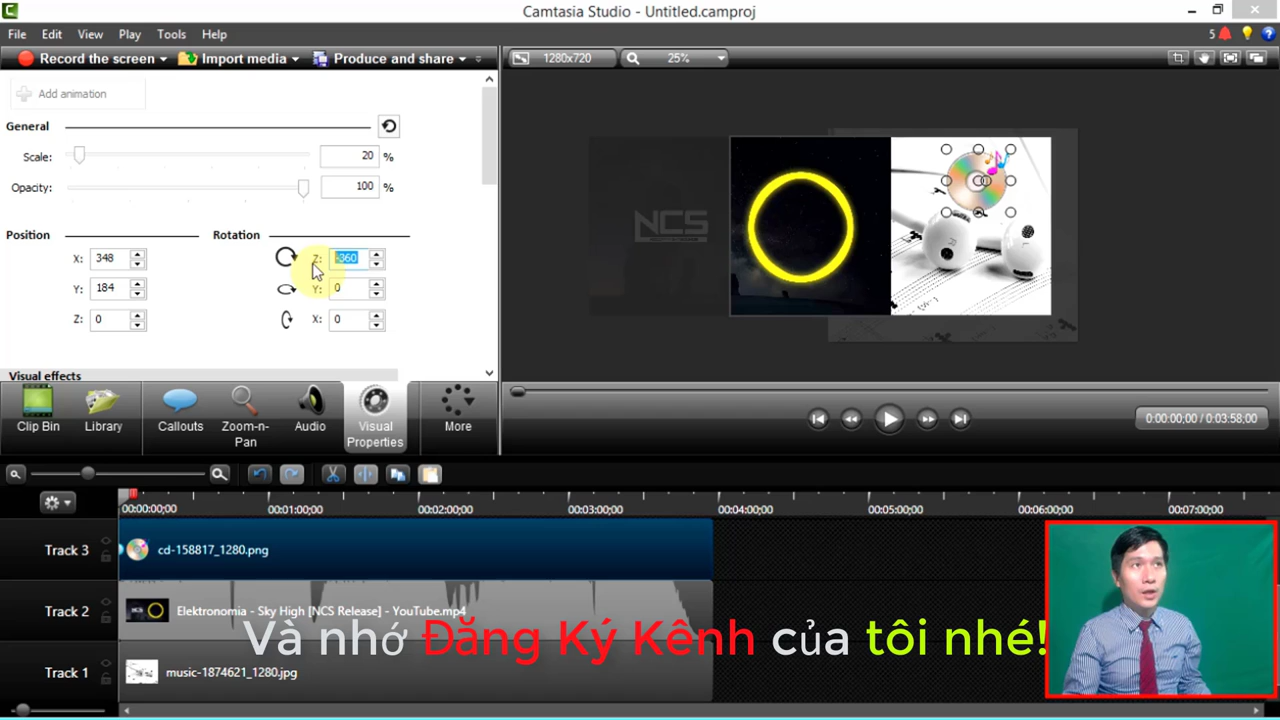 Camtasia Studio - Untitled.camproj
File Edit View Play Tools Help
5
Record the screen Import media Produce and share
1280x720 25%
Add animation
General
Scale: 20 %
Opacity: 100 %
Position Rotation
X: 348 Z: -360
Y: 184 Y: 0
Z: 0 X: 0
Visual effects
NCS
Clip Bin Library Callouts Zoom-n-Pan Audio Visual Properties More
0:00:00;00 / 0:03:58;00
00:00:00;00 00:01:00;00 00:02:00;00 00:03:00;00 00:04:00;00 00:05:00;00 00:06:00;00 00:07:00;00
Track 3 cd-158817_1280.png
Track 2 Elektronomia - Sky High [NCS Release] - YouTube.mp4
Và nhớ Đăng Ký Kênh của tôi nhé!
Track 1 music-1874621_1280.jpg